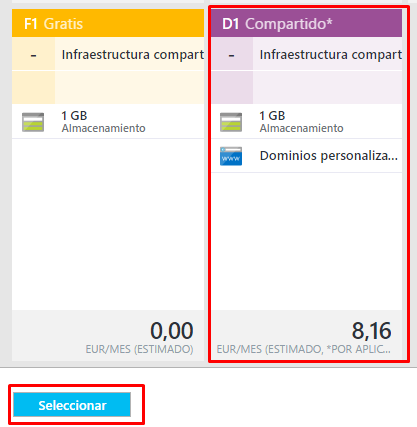 F1 Gratis
- Infraestructura compart
1 GB
Almacenamiento
0,00
EUR/MES (ESTIMADO)
D1 Compartido*
- Infraestructura compart
1 GB
Almacenamiento
WWW
Dominios personaliza...
8,16
EUR/MES (ESTIMADO, *POR APLIC...
Seleccionar